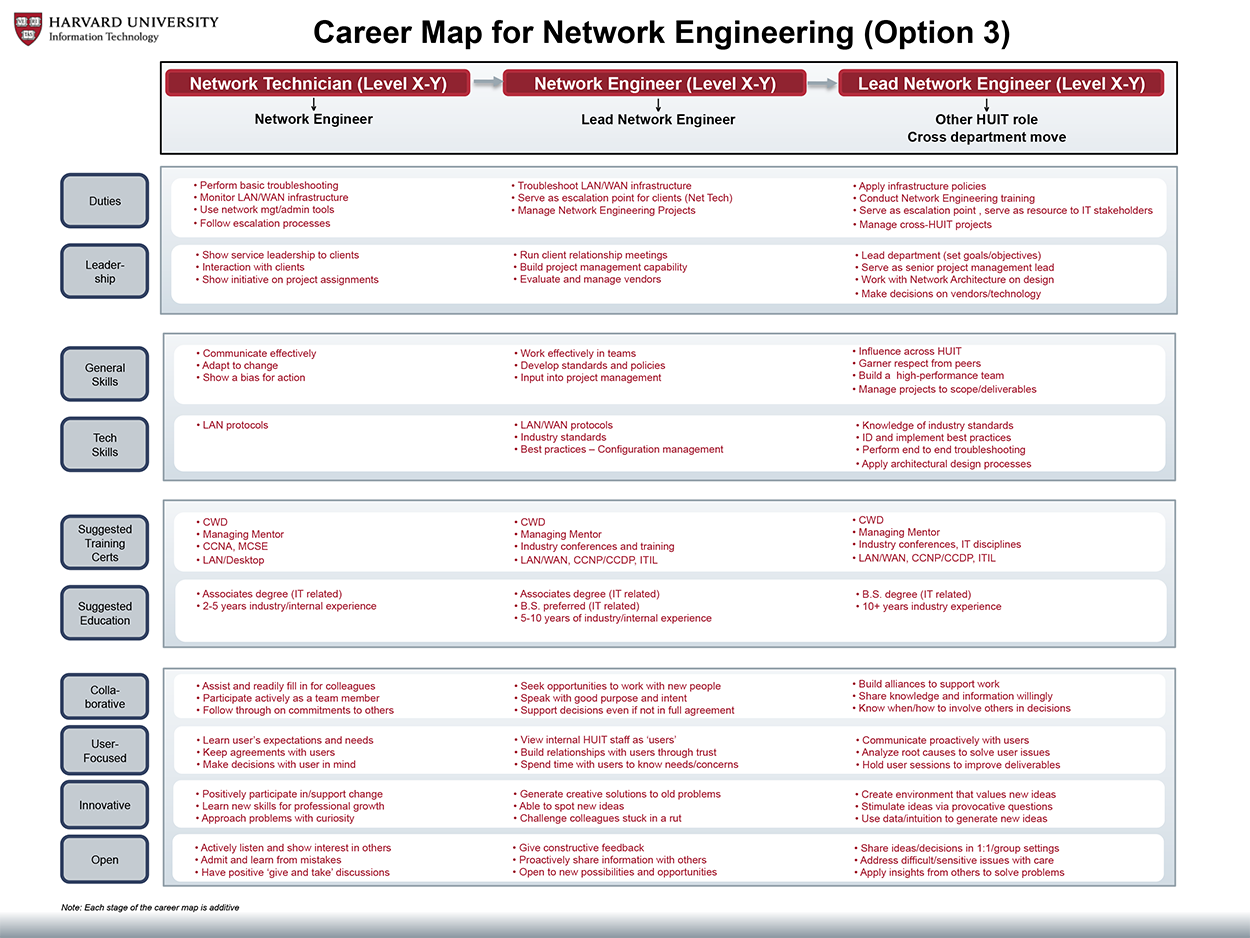 HARVARD UNIVERSITY
Information Technology
Career Map for Network Engineering (Option 3)
Network Technician (Level X-Y)
Network Engineer (Level X-Y)
Lead Network Engineer (Level X-Y)
Network Engineer
Lead Network Engineer
Other HUIT role
Cross department move
Duties
• Perform basic troubleshooting
• Monitor LAN/WAN infrastructure
• Use network mgt/admin tools
• Follow escalation processes
• Troubleshoot LAN/WAN infrastructure
• Serve as escalation point for clients (Net Tech)
• Manage Network Engineering Projects
• Apply infrastructure policies
• Conduct Network Engineering training
• Serve as escalation point , serve as resource to IT stakeholders
• Manage cross-HUIT projects
Leader-
ship
• Show service leadership to clients
• Interaction with clients
• Show initiative on project assignments
• Run client relationship meetings
• Build project management capability
• Evaluate and manage vendors
• Lead department (set goals/objectives)
• Serve as senior project management lead
• Work with Network Architecture on design
• Make decisions on vendors/technology
General
Skills
• Communicate effectively
• Adapt to change
• Show a bias for action
• Work effectively in teams
• Develop standards and policies
• Input into project management
• Influence across HUIT
• Garner respect from peers
• Build a high-performance team
• Manage projects to scope/deliverables
Tech
Skills
• LAN protocols
• LAN/WAN protocols
• Industry standards
• Best practices – Configuration management
• Knowledge of industry standards
• ID and implement best practices
• Perform end to end troubleshooting
• Apply architectural design processes
Suggested
Training
Certs
• CWD
• Managing Mentor
• CCNA, MCSE
• LAN/Desktop
• CWD
• Managing Mentor
• Industry conferences and training
• LAN/WAN, CCNP/CCDP, ITIL
• CWD
• Managing Mentor
• Industry conferences, IT disciplines
• LAN/WAN, CCNP/CCDP, ITIL
Suggested
Education
• Associates degree (IT related)
• 2-5 years industry/internal experience
• Associates degree (IT related)
• B.S. preferred (IT related)
• 5-10 years of industry/internal experience
• B.S. degree (IT related)
• 10+ years industry experience
Colla-
borative
• Assist and readily fill in for colleagues
• Participate actively as a team member
• Follow through on commitments to others
• Seek opportunities to work with new people
• Speak with good purpose and intent
• Support decisions even if not in full agreement
• Build alliances to support work
• Share knowledge and information willingly
• Know when/how to involve others in decisions
User-
Focused
• Learn user’s expectations and needs
• Keep agreements with users
• Make decisions with user in mind
• View internal HUIT staff as ‘users’
• Build relationships with users through trust
• Spend time with users to know needs/concerns
• Communicate proactively with users
• Analyze root causes to solve user issues
• Hold user sessions to improve deliverables
Innovative
• Positively participate in/support change
• Learn new skills for professional growth
• Approach problems with curiosity
• Generate creative solutions to old problems
• Able to spot new ideas
• Challenge colleagues stuck in a rut
• Create environment that values new ideas
• Stimulate ideas via provocative questions
• Use data/intuition to generate new ideas
Open
• Actively listen and show interest in others
• Admit and learn from mistakes
• Have positive ‘give and take’ discussions
• Give constructive feedback
• Proactively share information with others
• Open to new possibilities and opportunities
• Share ideas/decisions in 1:1/group settings
• Address difficult/sensitive issues with care
• Apply insights from others to solve problems
Note: Each stage of the career map is additive